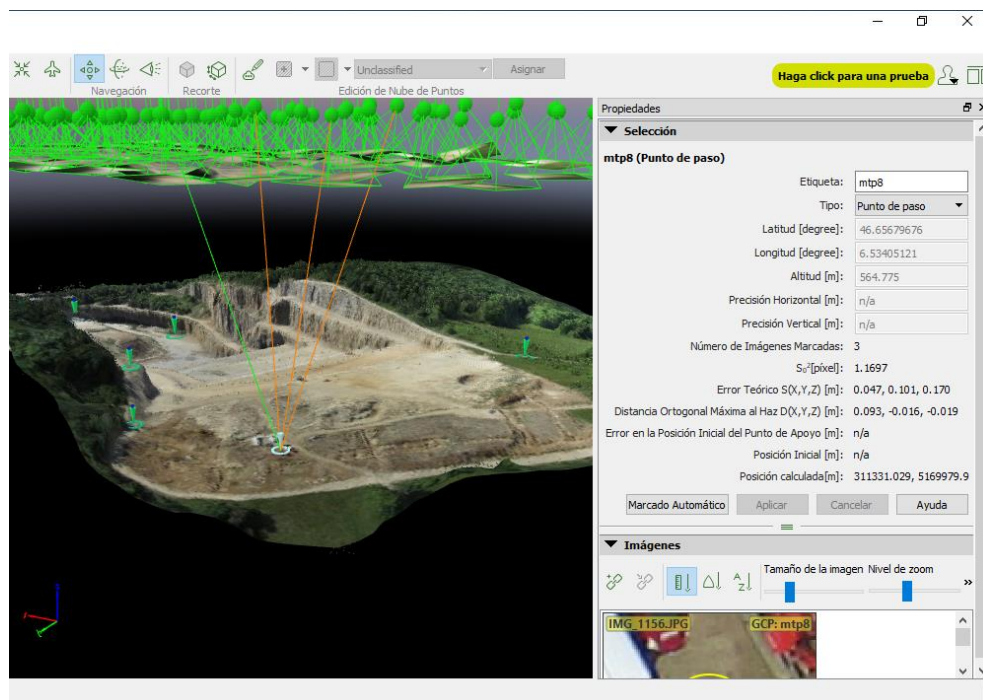 Haga click para una prueba
Unclassified
Asignar
Navegación
Recorte
Edición de Nube de Puntos
Propiedades
Selección
mtp8 (Punto de paso)
Etiqueta: mtp8
Tipo: Punto de paso
Latitud [degree]: 46.65679676
Longitud [degree]: 6.53405121
Altitud [m]: 564.775
Precisión Horizontal [m]: n/a
Precisión Vertical [m]: n/a
Número de Imágenes Marcadas: 3
S₀²[píxel]: 1.1697
Error Teórico S(X,Y,Z) [m]: 0.047, 0.101, 0.170
Distancia Ortogonal Máxima al Haz D(X,Y,Z) [m]: 0.093, -0.016, -0.019
Error en la Posición Inicial del Punto de Apoyo [m]: n/a
Posición Inicial [m]: n/a
Posición calculada[m]: 311331.029, 5169979.9
Marcado Automático Aplicar Cancelar Ayuda
Imágenes
Tamaño de la imagen Nivel de zoom
IMG_1156.JPG GCP: mtp8